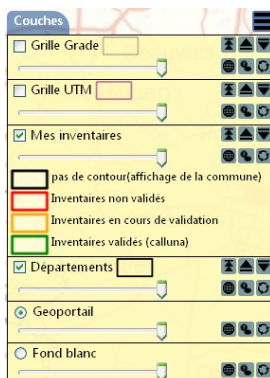 Couches
Grille Grade
Grille UTM
Mes inventaires
pas de contour(affichage de la commune)
Inventaires non validés
Inventaires en cours de validation
Inventaires validés (calluna)
Départements
Geoportail
Fond blanc